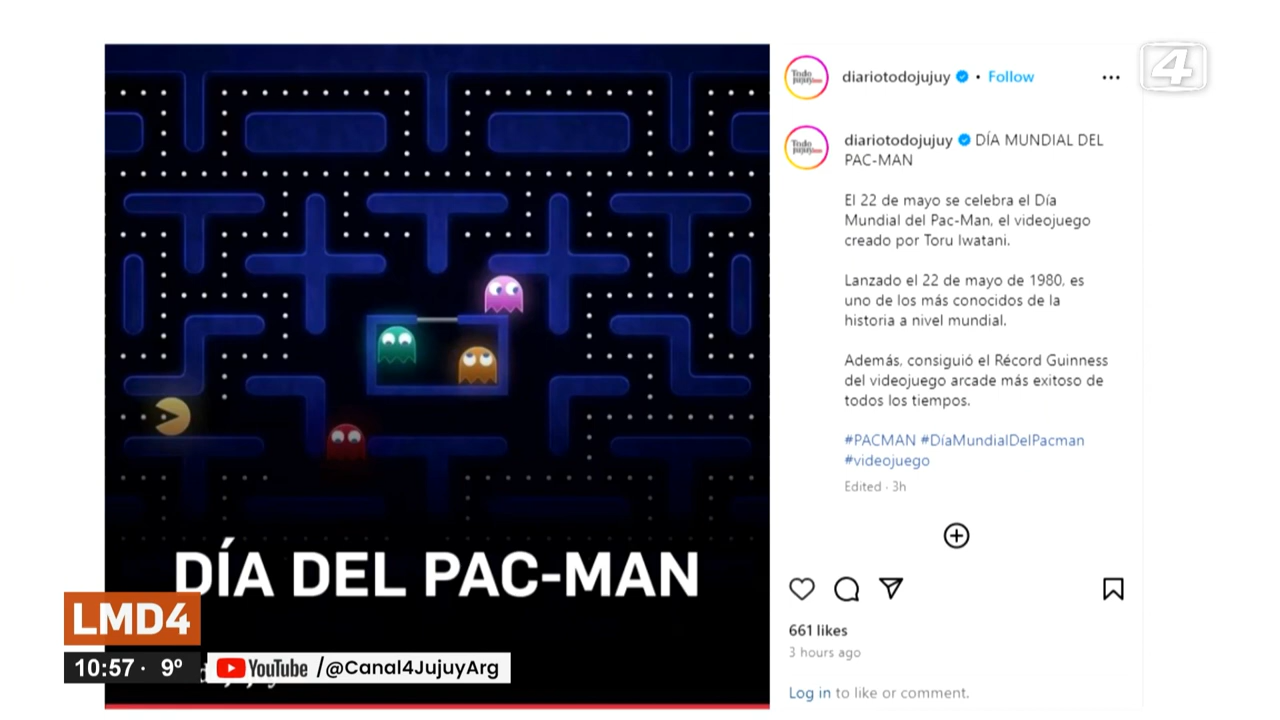 diariotodojujuy • Follow
4
diariotodojujuy DÍA MUNDIAL DEL
PAC-MAN
El 22 de mayo se celebra el Día
Mundial del Pac-Man, el videojuego
creado por Toru Iwatani.
Lanzado el 22 de mayo de 1980, es
uno de los más conocidos de la
historia a nivel mundial.
Además, consiguió el Récord Guinness
del videojuego arcade más exitoso de
todos los tiempos.
#PACMAN #DíaMundialDelPacman
#videojuego
Edited · 3h
661 likes
3 hours ago
Log in to like or comment.
DÍA DEL PAC-MAN
LMD4
10:57 · 9º
YouTube /@Canal4JujuyArg